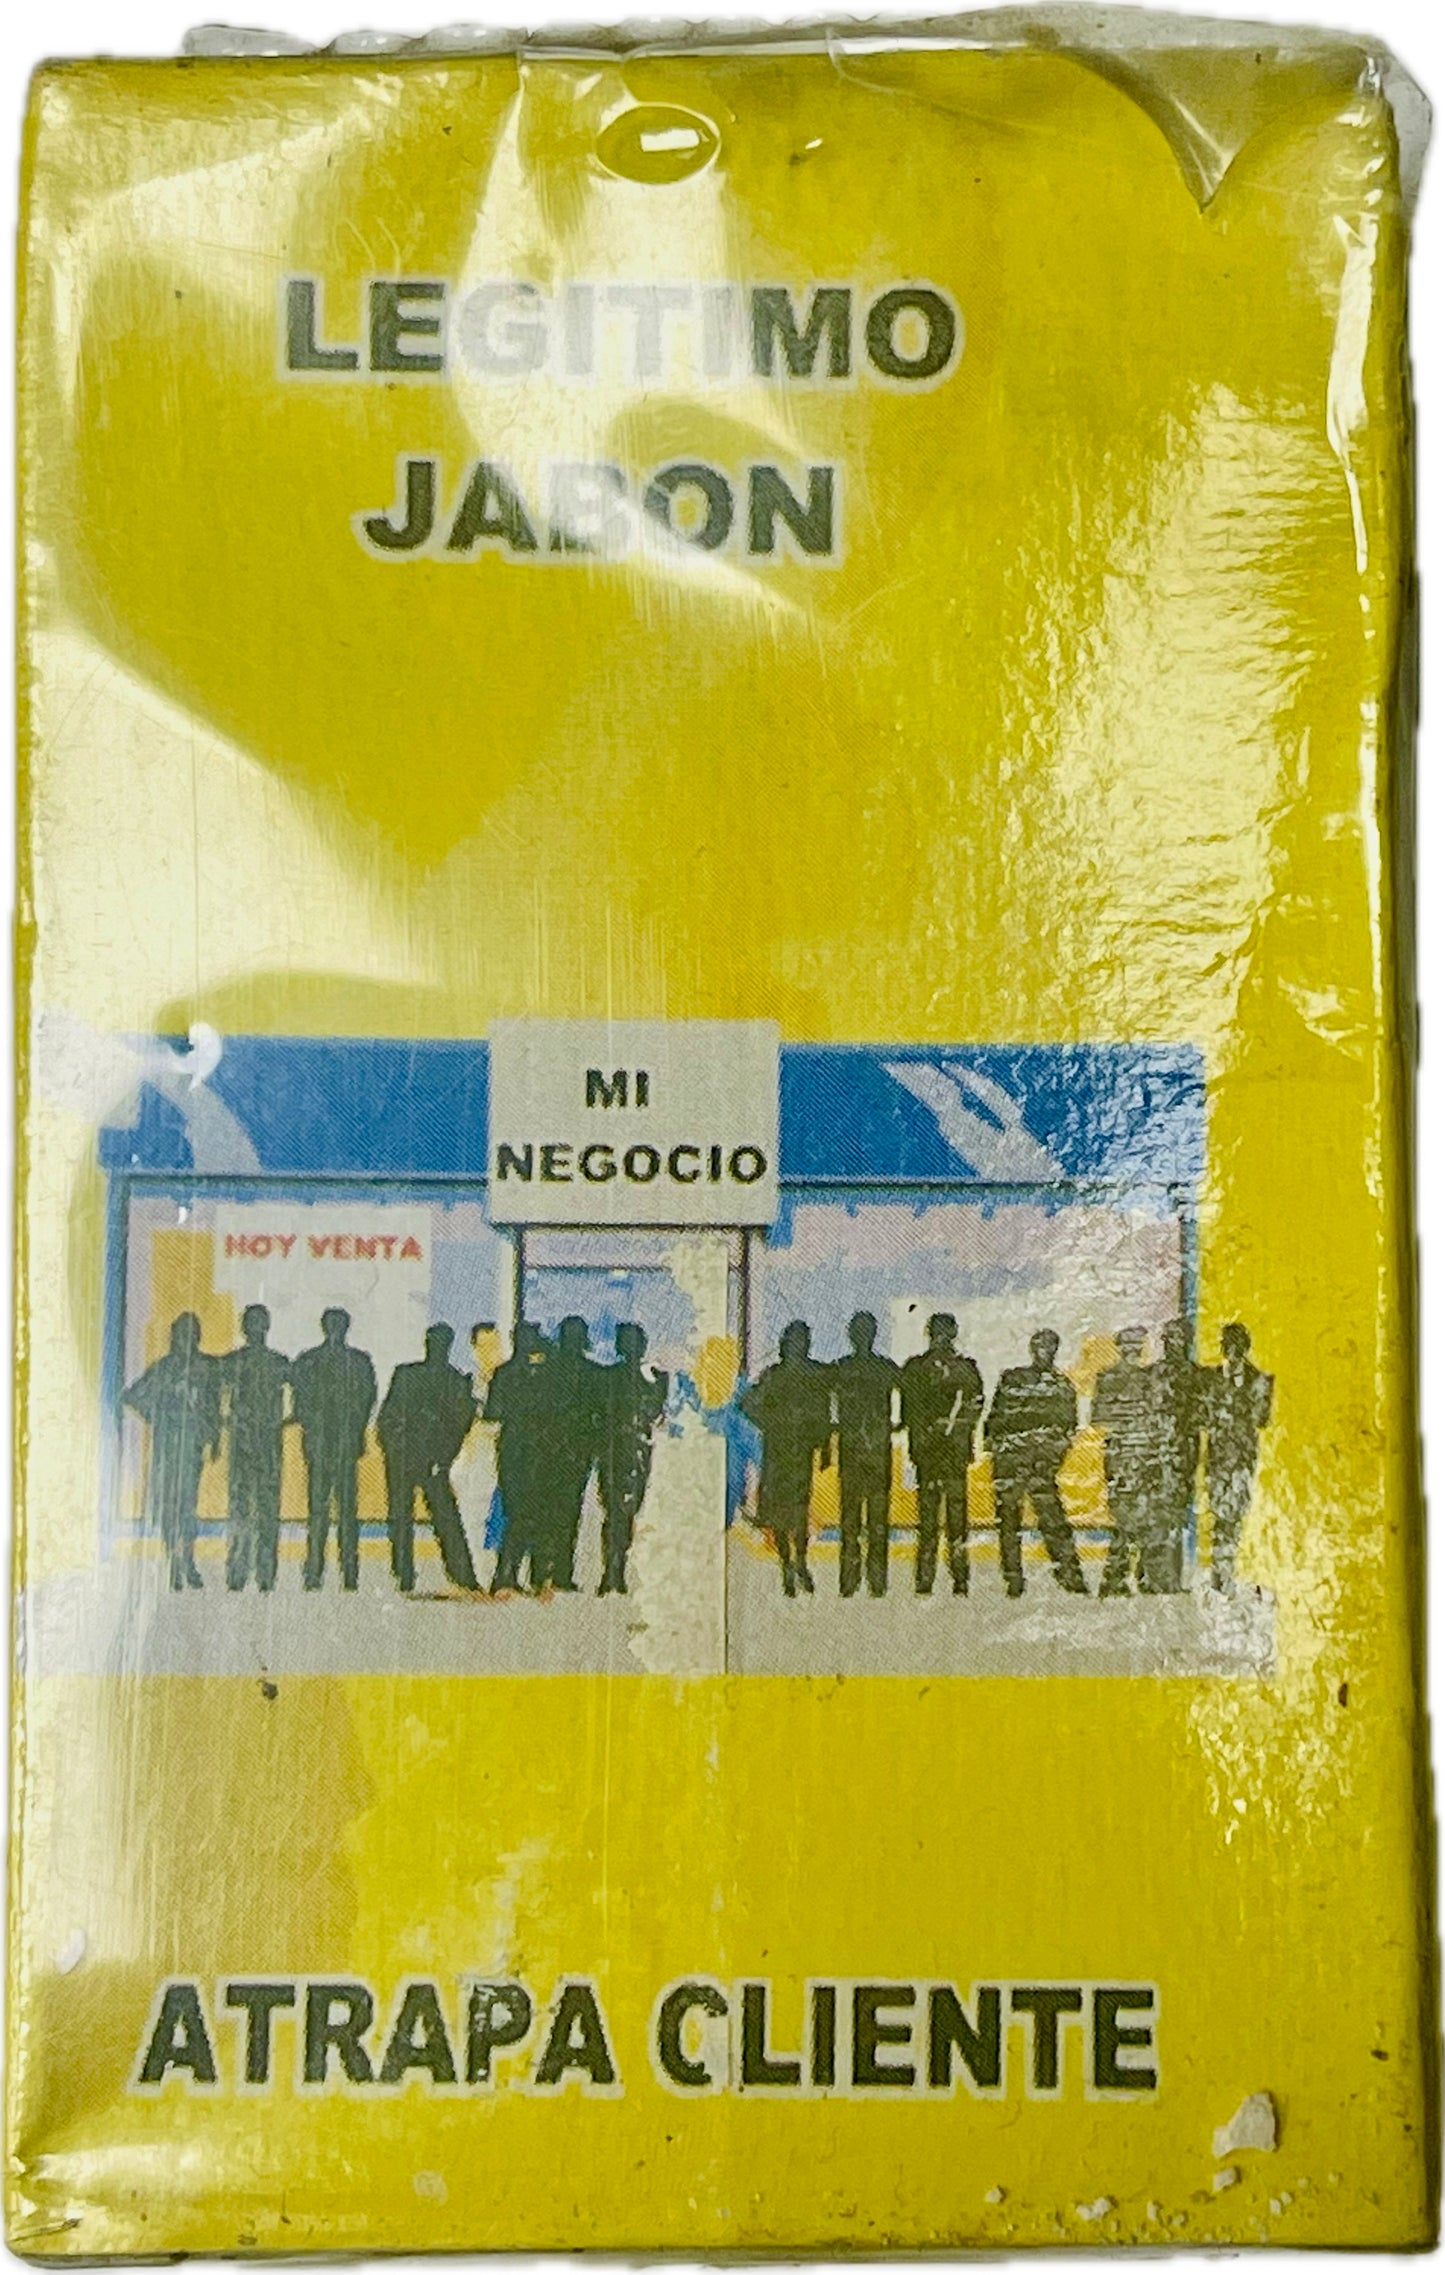 LEGITIMO
JABON
MI
NEGOCIO
HOY VENTA
ATRAPA CLIENTE